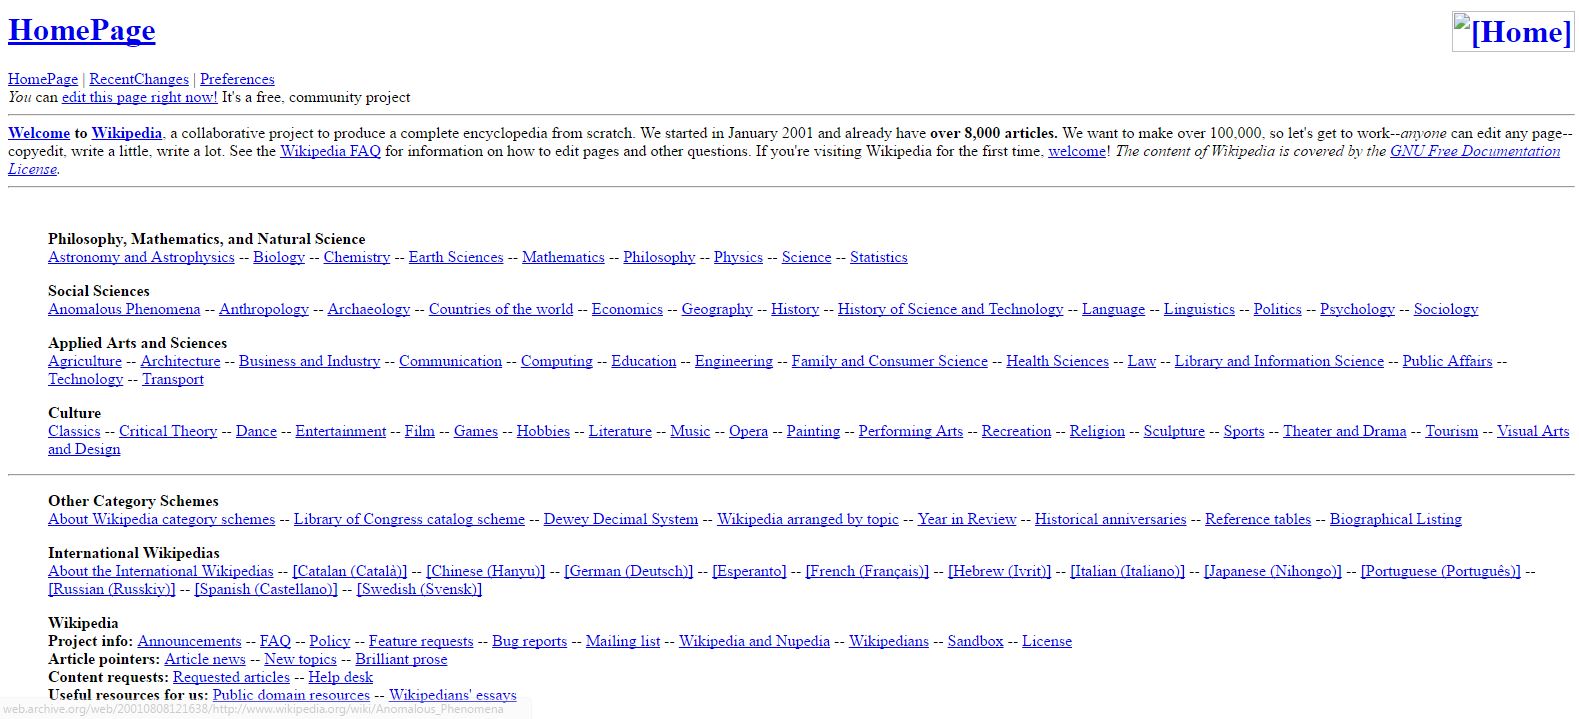 HomePage
[Home]
HomePage | RecentChanges | Preferences
You can edit this page right now! It's a free, community project
Welcome to Wikipedia, a collaborative project to produce a complete encyclopedia from scratch. We started in January 2001 and already have over 8,000 articles. We want to make over 100,000, so let's get to work--anyone can edit any page--
copyedit, write a little, write a lot. See the Wikipedia FAQ for information on how to edit pages and other questions. If you're visiting Wikipedia for the first time, welcome! The content of Wikipedia is covered by the GNU Free Documentation
License.
Philosophy, Mathematics, and Natural Science
Astronomy and Astrophysics -- Biology -- Chemistry -- Earth Sciences -- Mathematics -- Philosophy -- Physics -- Science -- Statistics
Social Sciences
Anomalous Phenomena -- Anthropology -- Archaeology -- Countries of the world -- Economics -- Geography -- History -- History of Science and Technology -- Language -- Linguistics -- Politics -- Psychology -- Sociology
Applied Arts and Sciences
Agriculture -- Architecture -- Business and Industry -- Communication -- Computing -- Education -- Engineering -- Family and Consumer Science -- Health Sciences -- Law -- Library and Information Science -- Public Affairs --
Technology -- Transport
Culture
Classics -- Critical Theory -- Dance -- Entertainment -- Film -- Games -- Hobbies -- Literature -- Music -- Opera -- Painting -- Performing Arts -- Recreation -- Religion -- Sculpture -- Sports -- Theater and Drama -- Tourism -- Visual Arts
and Design
Other Category Schemes
About Wikipedia category schemes -- Library of Congress catalog scheme -- Dewey Decimal System -- Wikipedia arranged by topic -- Year in Review -- Historical anniversaries -- Reference tables -- Biographical Listing
International Wikipedias
About the International Wikipedias -- [Catalan (Català)] -- [Chinese (Hanyu)] -- [German (Deutsch)] -- [Esperanto] -- [French (Français)] -- [Hebrew (Ivrit)] -- [Italian (Italiano)] -- [Japanese (Nihongo)] -- [Portuguese (Português)] --
[Russian (Russkiy)] -- [Spanish (Castellano)] -- [Swedish (Svensk)]
Wikipedia
Project info: Announcements -- FAQ -- Policy -- Feature requests -- Bug reports -- Mailing list -- Wikipedia and Nupedia -- Wikipedians -- Sandbox -- License
Article pointers: Article news -- New topics -- Brilliant prose
Content requests: Requested articles -- Help desk
Useful resources for us: Public domain resources -- Wikipedians' essays
web.archive.org/web/20010808121638/http://www.wikipedia.org/wiki/Anomalous_Phenomena